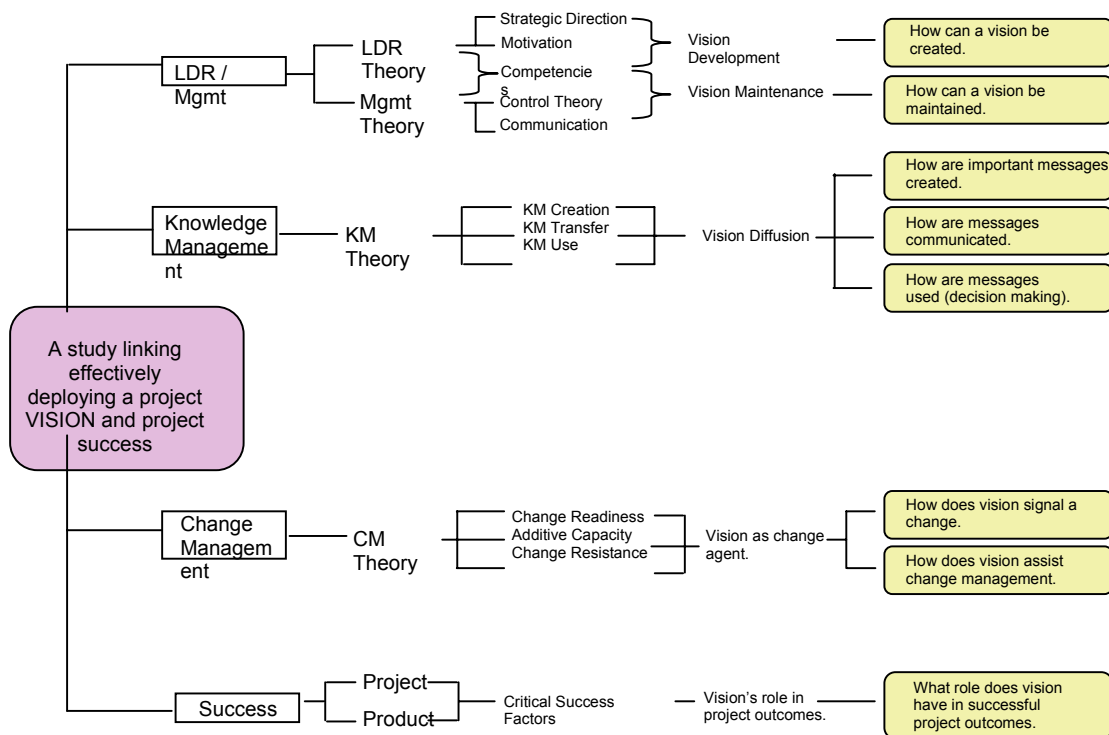 LDR /
Mgmt
LDR
Theory
Mgmt
Theory
Strategic Direction
Motivation
Competencie
s
Control Theory
Communication
Vision
Development
Vision Maintenance
How can a vision be
created.
How can a vision be
maintained.
Knowledge
Manageme
nt
KM
Theory
KM Creation
KM Transfer
KM Use
Vision Diffusion
How are important messages
created.
How are messages
communicated.
How are messages
used (decision making).
A study linking
effectively
deploying a project
VISION and project
success
Change
Managem
ent
CM
Theory
Change Readiness
Additive Capacity
Change Resistance
Vision as change
agent.
How does vision signal a
change.
How does vision assist
change management.
Success
Project
Product
Critical Success
Factors
Vision’s role in
project outcomes.
What role does vision
have in successful
project outcomes.